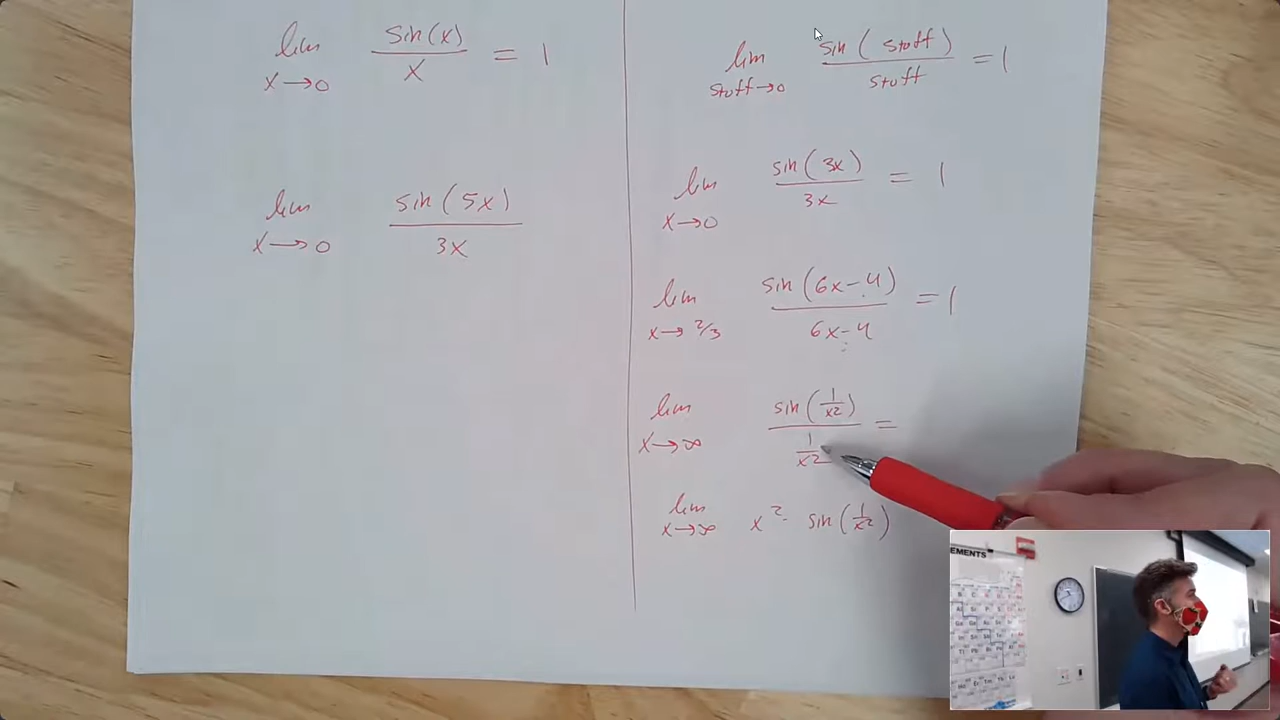 lim x→0 sin(x)/x = 1
lim x→0 sin(5x)/3x
lim stuff→0 sin(stuff)/stuff = 1
lim x→0 sin(3x)/3x = 1
lim x→2/3 sin(6x-4)/6x-4 = 1
lim x→∞ sin(1/x2)/1/x2 =
lim x→∞ x2 · sin(1/x2)
EMENTS